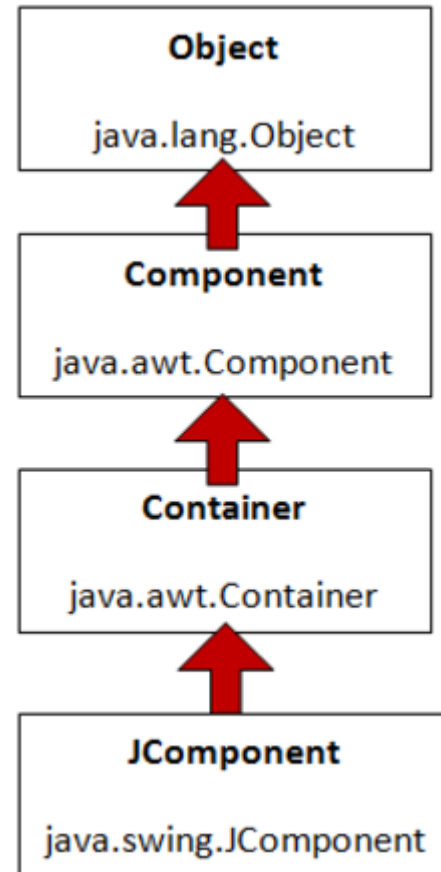 Object
java.lang.Object
Component
java.awt.Component
Container
java.awt.Container
JComponent
java.swing.JComponent